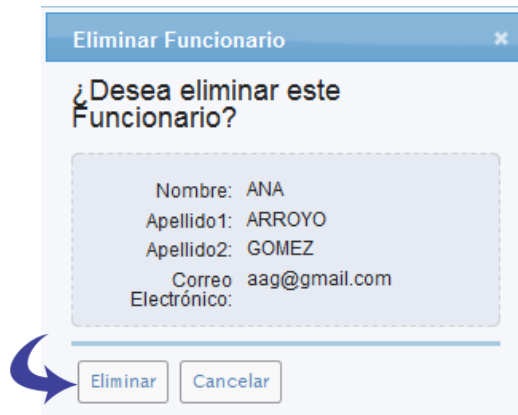 Eliminar Funcionario
¿Desea eliminar este
Funcionario?
Nombre: ANA
Apellido1: ARROYO
Apellido2: GOMEZ
Correo aag@gmail.com
Electrónico:
Eliminar Cancelar